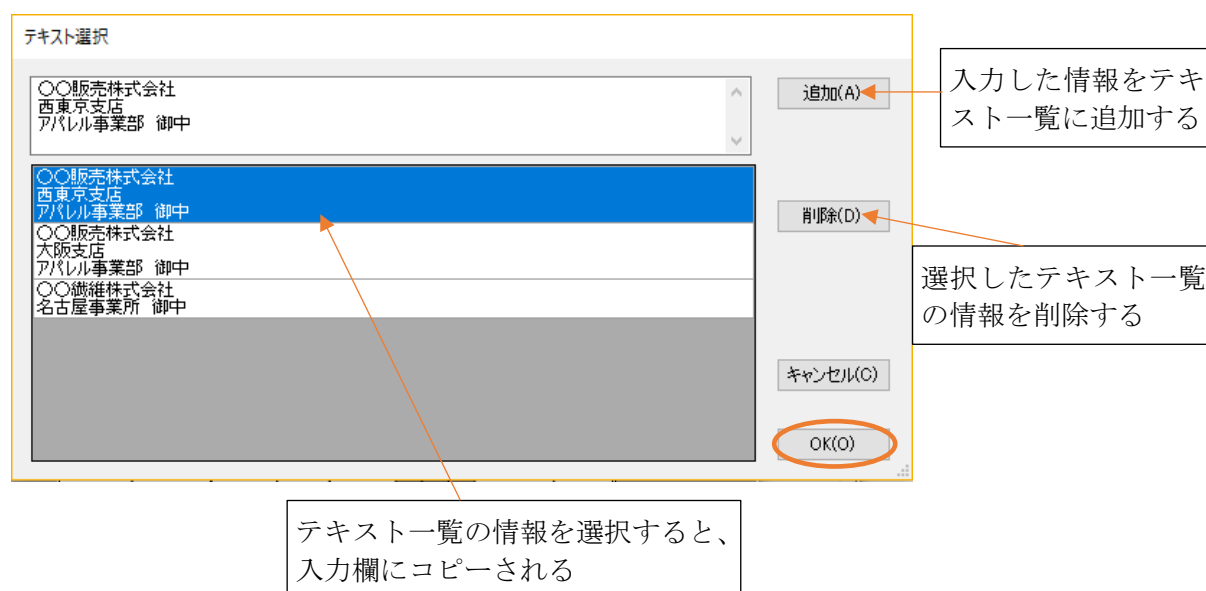 テキスト選択
〇〇販売株式会社
西東京支店
アパレル事業部 御中
追加(A)
入力した情報をテキ
スト一覧に追加する
〇〇販売株式会社
西東京支店
アパレル事業部 御中
〇〇販売株式会社
大阪支店
アパレル事業部 御中
〇〇繊維株式会社
名古屋事業所 御中
削除(D)
選択したテキスト一覧
の情報を削除する
キャンセル(C)
OK(O)
テキスト一覧の情報を選択すると、
入力欄にコピーされる